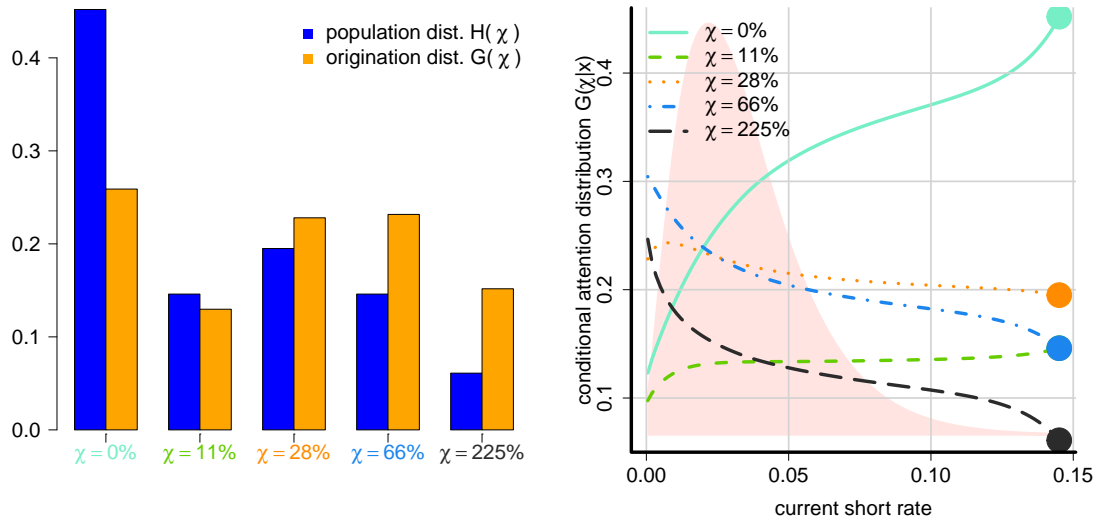 population dist. H( χ )
origination dist. G( χ )
0.4
0.3
0.2
0.1
0.0
χ = 0%
χ = 11%
χ = 28%
χ = 66%
χ = 225%
conditional attention distribution G(χ|x)
0.4
0.3
0.2
0.1
χ = 0%
χ = 11%
χ = 28%
χ = 66%
χ = 225%
0.00
0.05
0.10
0.15
current short rate